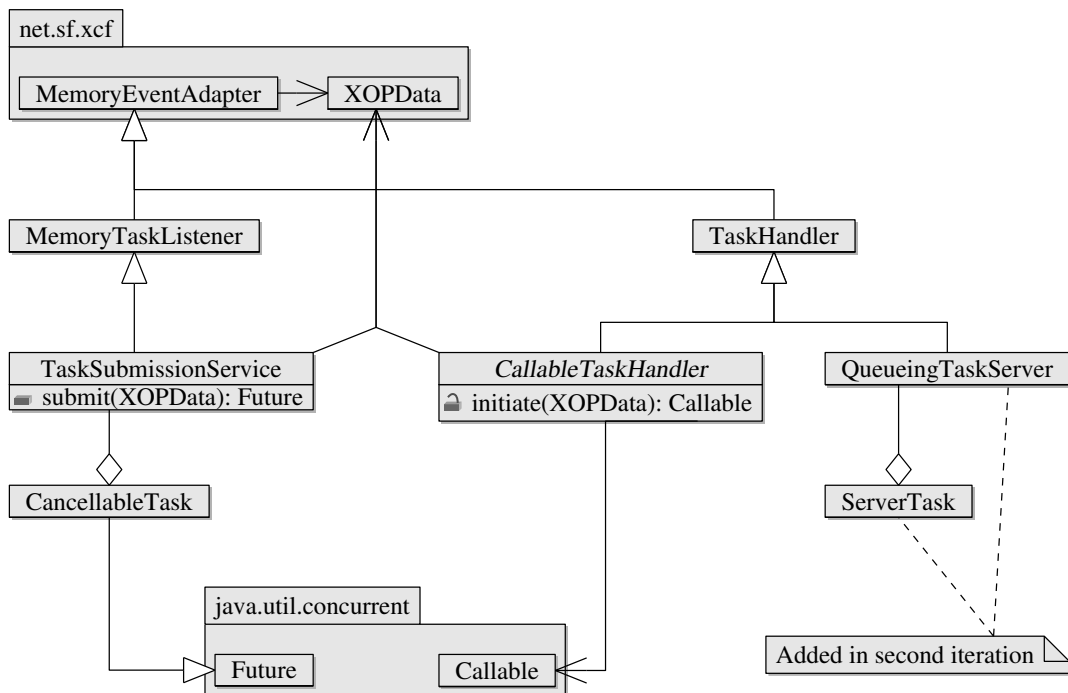 net.sf.xcf
MemoryEventAdapter
XOPData
MemoryTaskListener
TaskHandler
TaskSubmissionService
submit(XOPData): Future
CallableTaskHandler
initiate(XOPData): Callable
QueueingTaskServer
CancellableTask
ServerTask
java.util.concurrent
Future
Callable
Added in second iteration